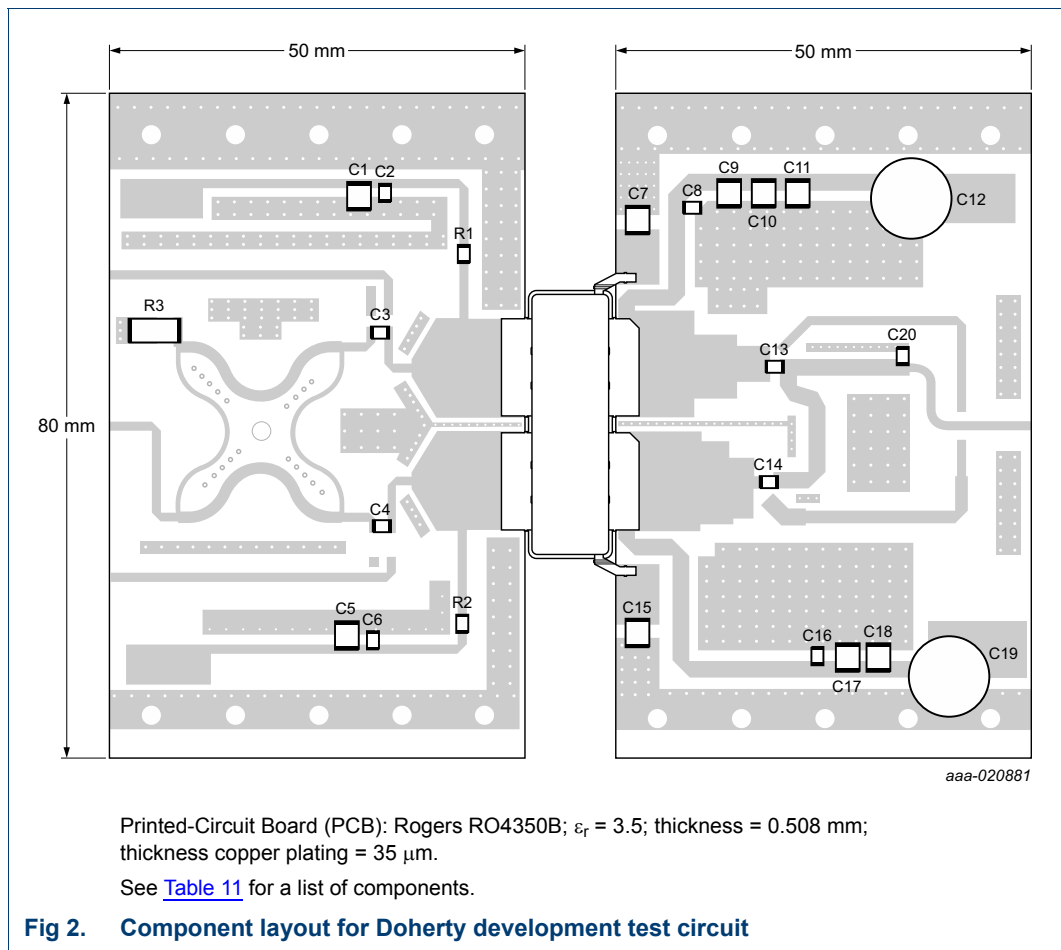 50 mm
50 mm
80 mm
C1 C2
R1
R3
C3
C4
C5 C6
R2
C7
C8
C9
C10
C11
C12
C13
C20
C14
C15
C16
C17
C18
C19
aaa-020881
Printed-Circuit Board (PCB): Rogers RO4350B; εr = 3.5; thickness = 0.508 mm;
thickness copper plating = 35 μm.
See Table 11 for a list of components.
Fig 2. Component layout for Doherty development test circuit